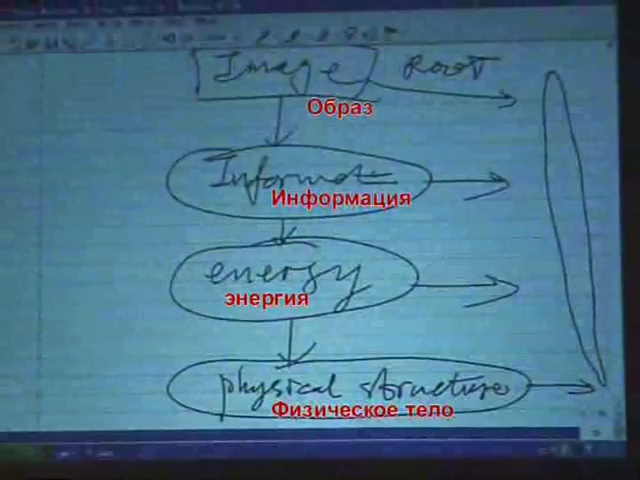 Image Root
Образ
Informat
Информация
energy
энергия
physical structure
Физическое тело